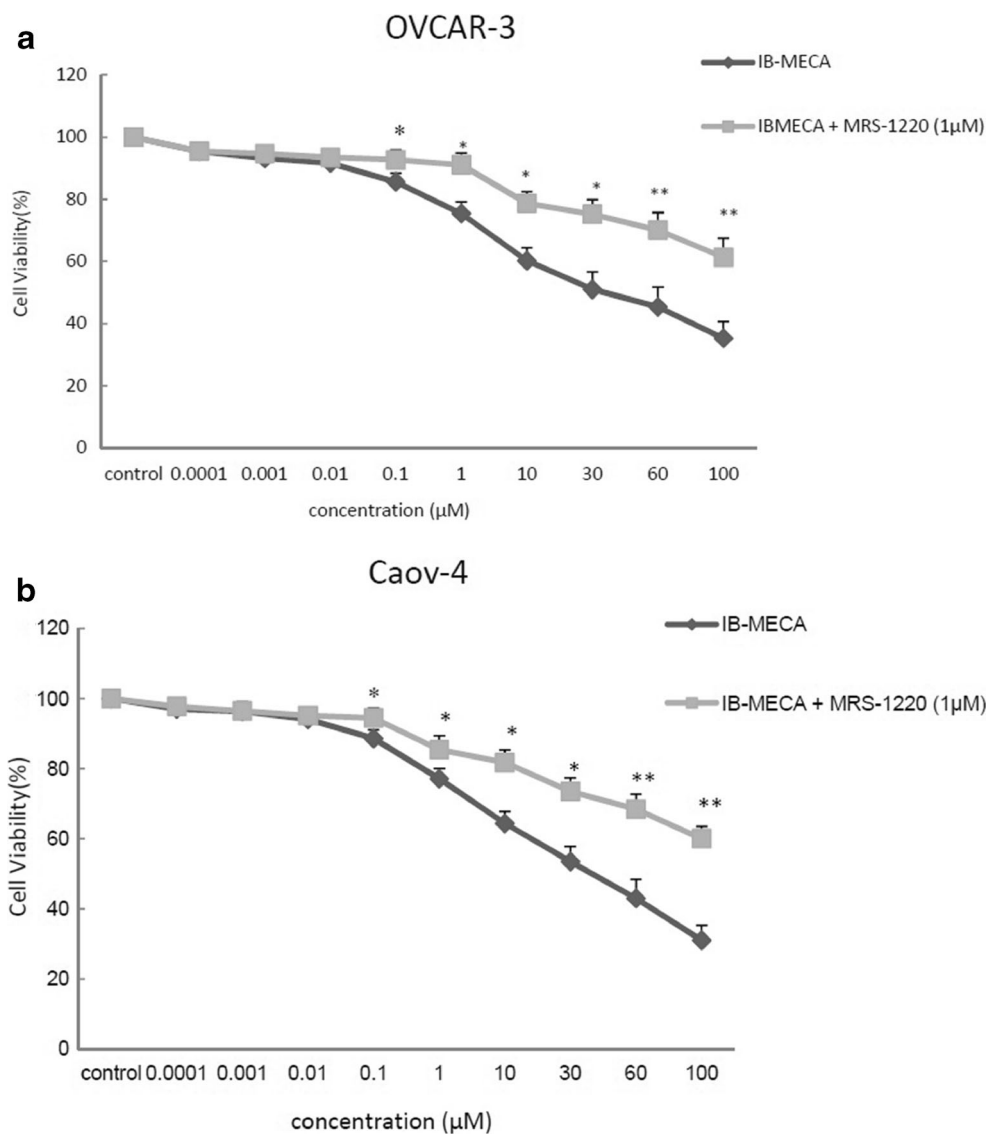 a
OVCAR-3
IB-MECA
IBMECA + MRS-1220 (1µM)
120
100
80
60
40
20
0
Cell Viability(%)
* * * * ** **
control 0.0001 0.001 0.01 0.1 1 10 30 60 100
concentration (µM)
b
Caov-4
IB-MECA
IB-MECA + MRS-1220 (1µM)
120
100
80
60
40
20
0
Cell Viability(%)
* * * * ** **
control 0.0001 0.001 0.01 0.1 1 10 30 60 100
concentration (µM)